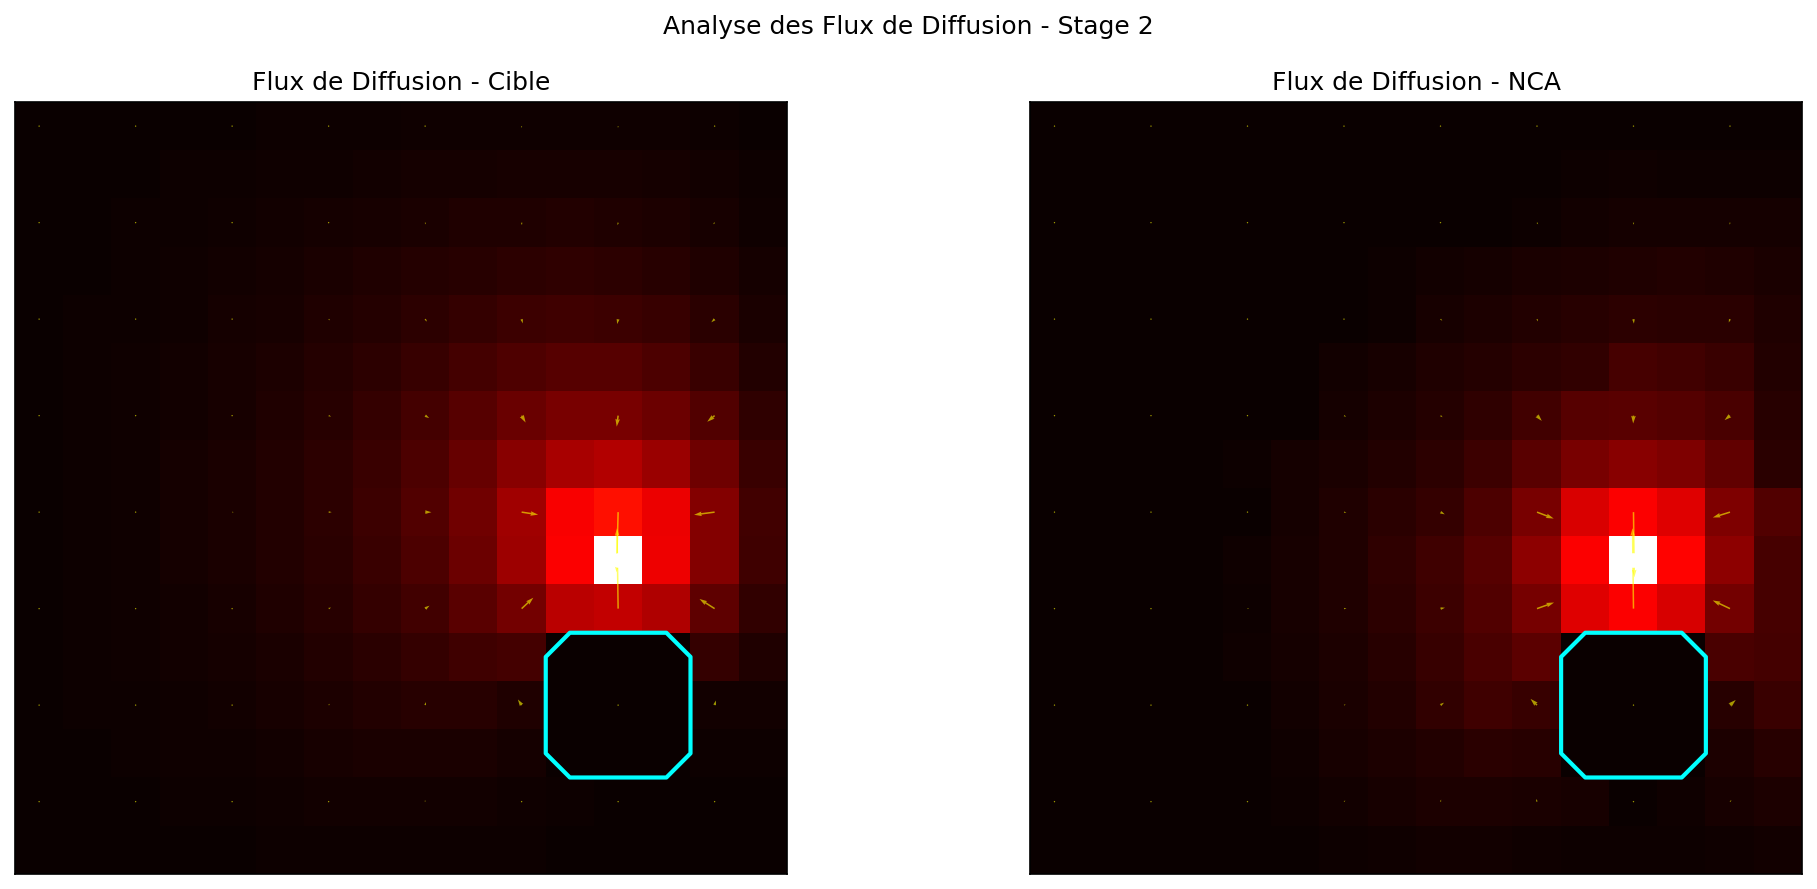 Analyse des Flux de Diffusion - Stage 2
Flux de Diffusion - Cible
Flux de Diffusion - NCA